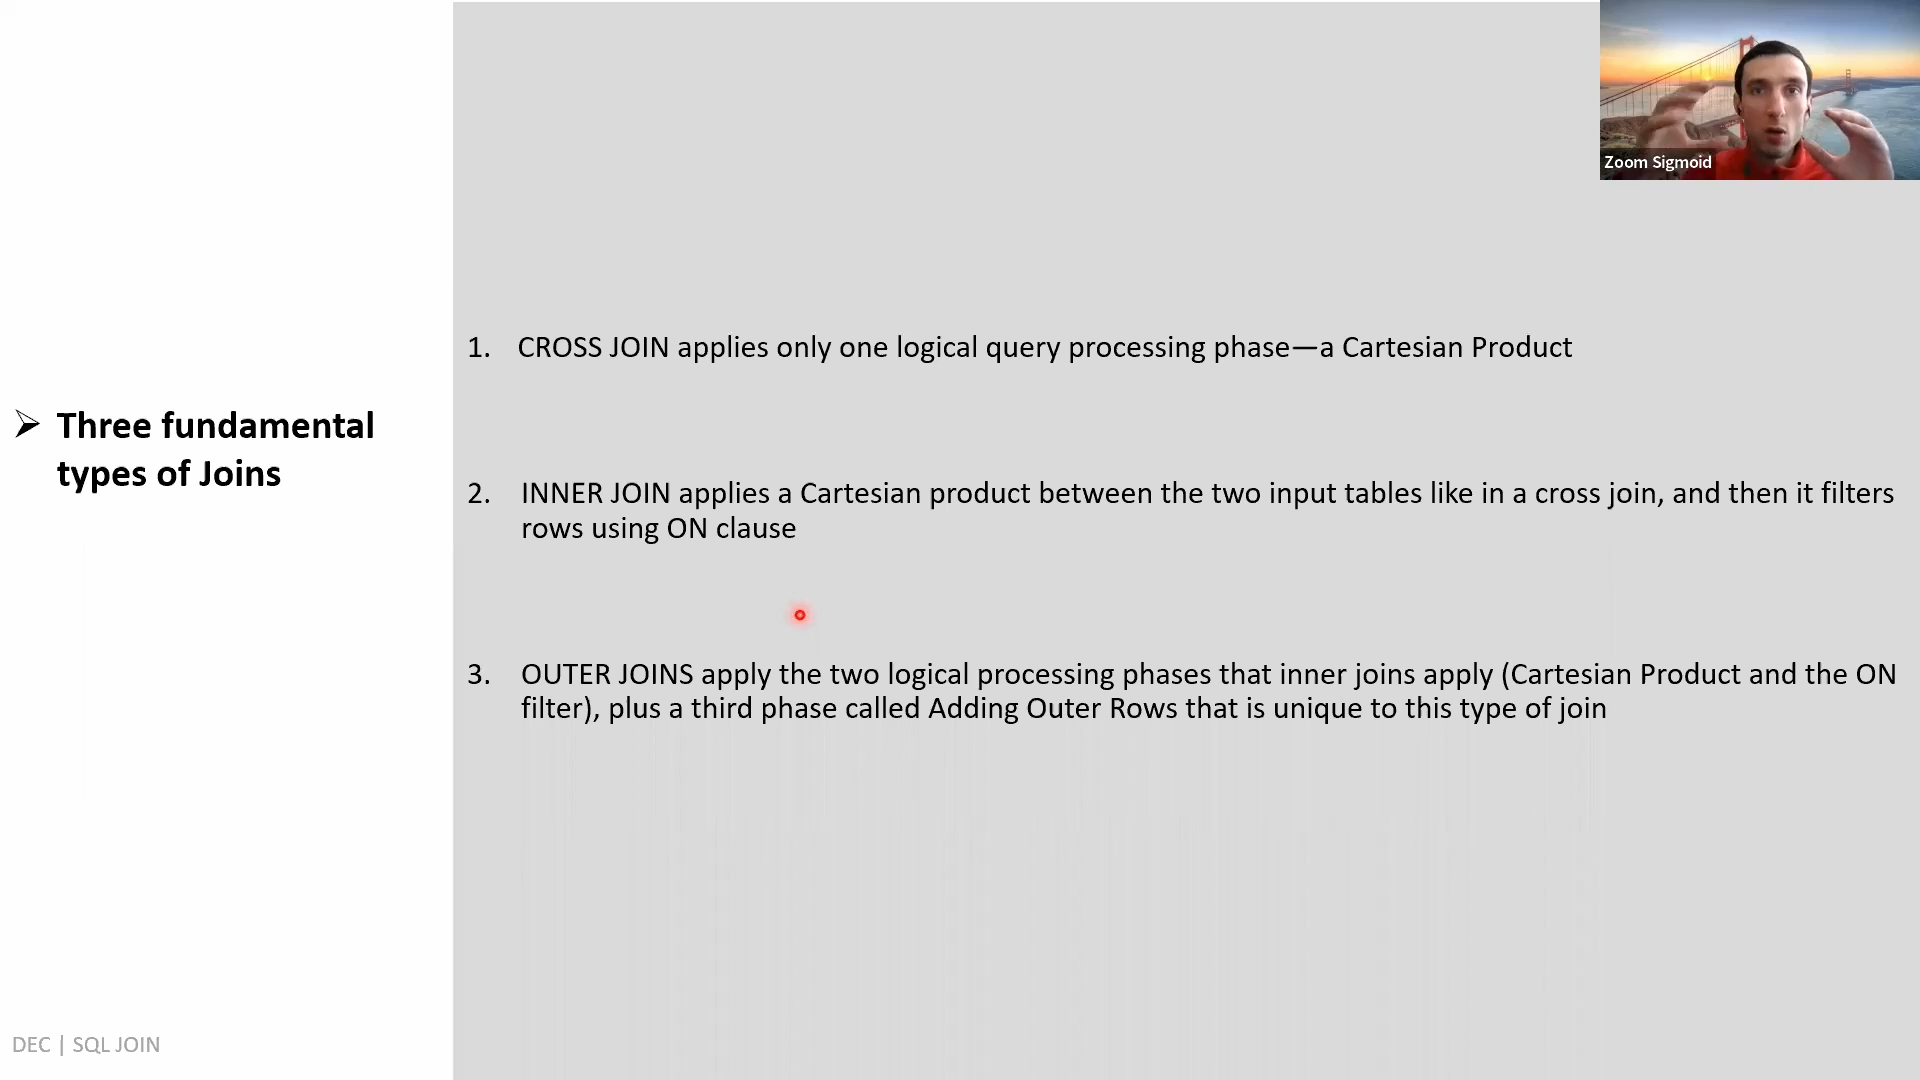 Zoom Sigmoid
➢ Three fundamental
types of Joins
1. CROSS JOIN applies only one logical query processing phase—a Cartesian Product
2. INNER JOIN applies a Cartesian product between the two input tables like in a cross join, and then it filters
rows using ON clause
3. OUTER JOINS apply the two logical processing phases that inner joins apply (Cartesian Product and the ON
filter), plus a third phase called Adding Outer Rows that is unique to this type of join
DEC | SQL JOIN